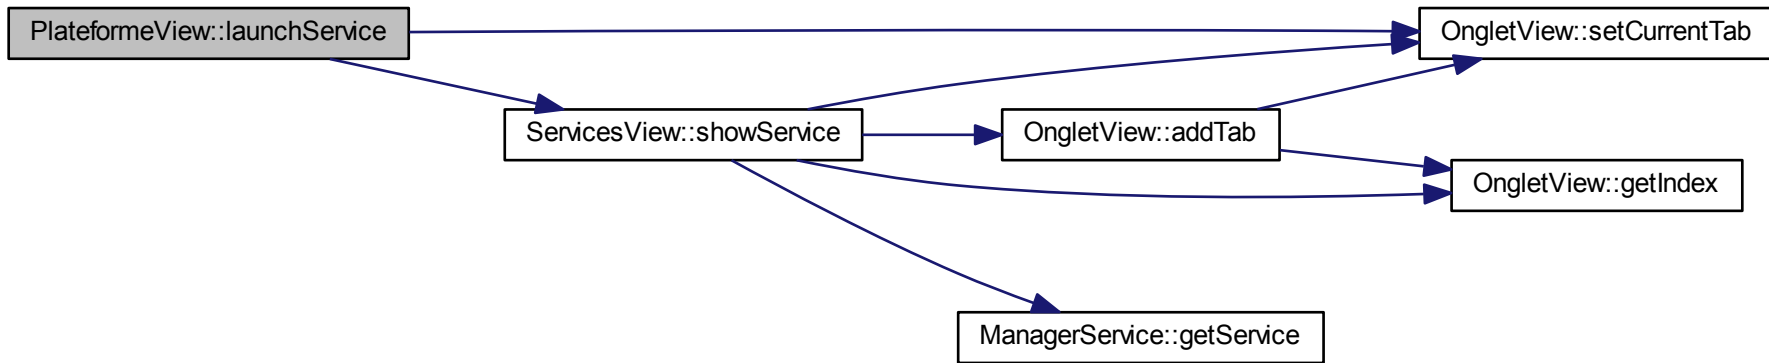 PlateformeView::launchService
OngletView::setCurrentTab
ServicesView::showService
OngletView::addTab
OngletView::getIndex
ManagerService::getService